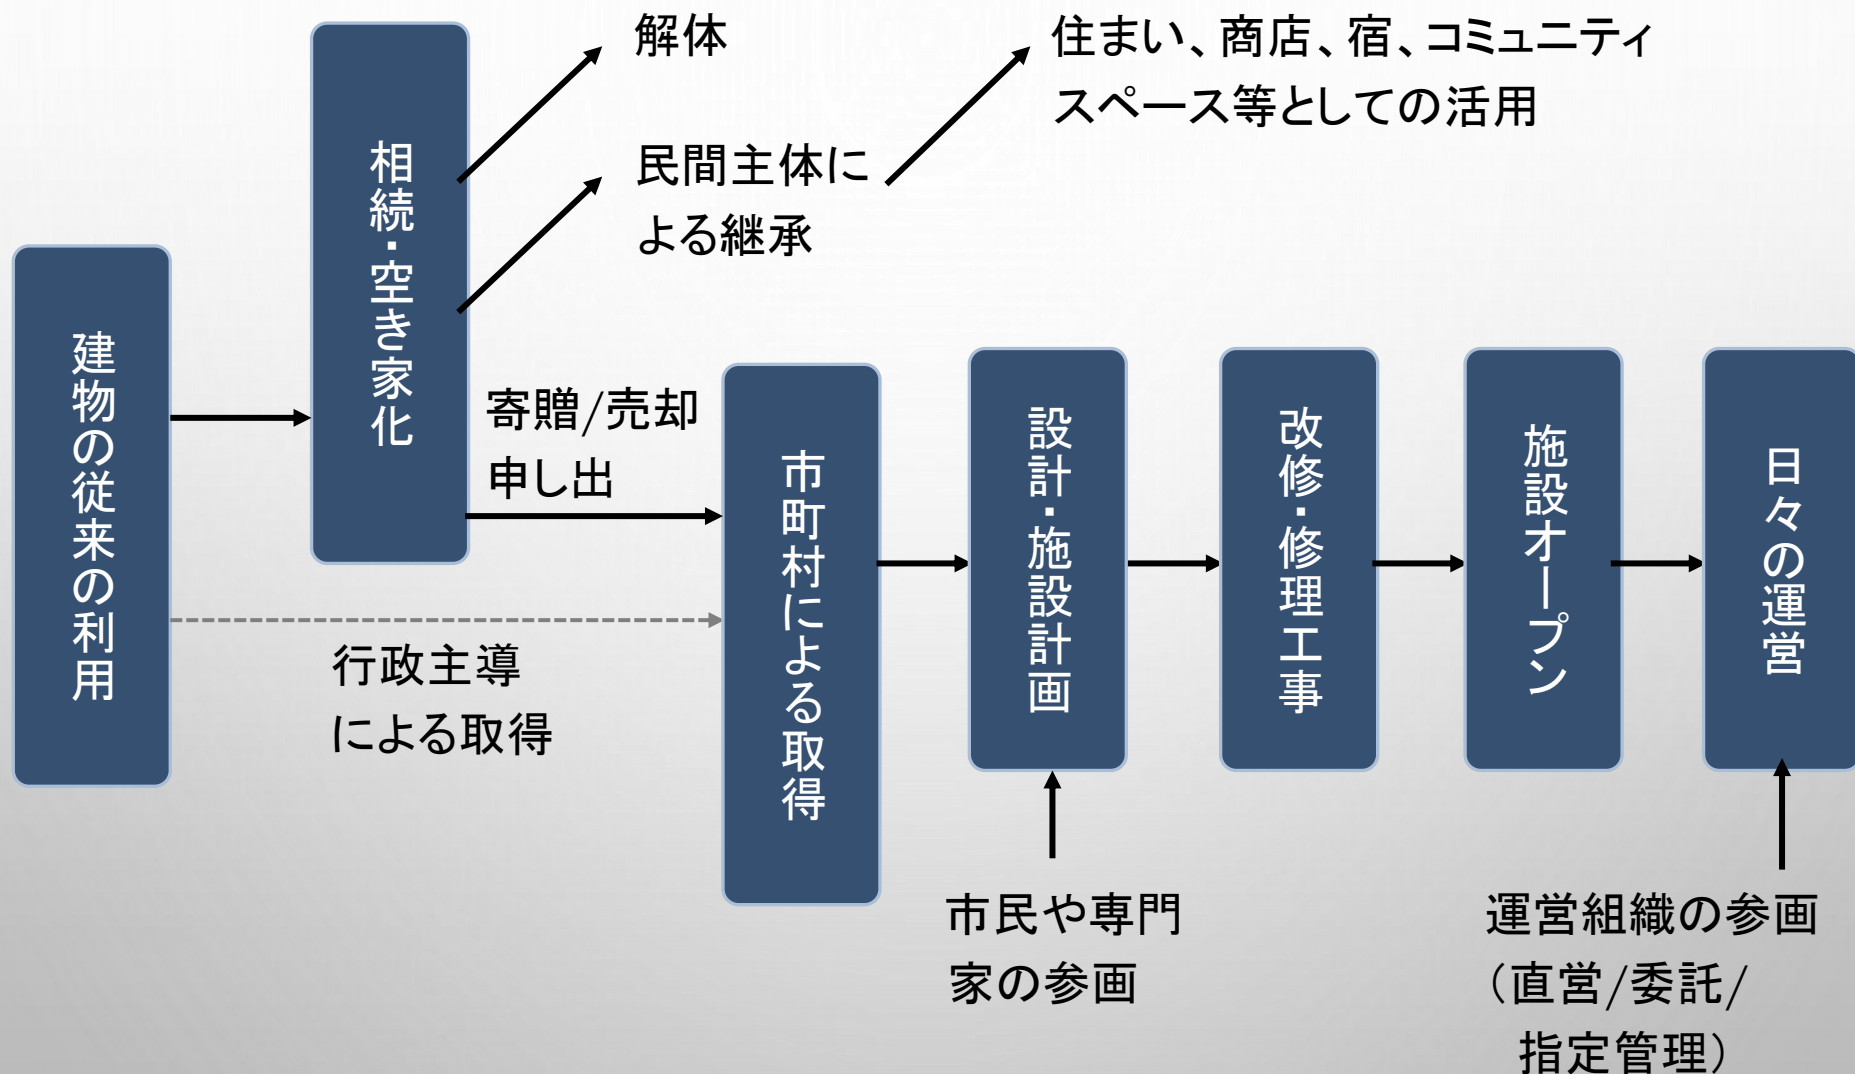 解体
住まい、商店、宿、コミュニティ
スペース等としての活用
民間主体に
よる継承
相続・空き家化
建物の従来の利用
寄贈/売却
申し出
行政主導
による取得
市町村による取得
設計・施設計画
改修・修理工事
施設オープン
日々の運営
市民や専門
家の参画
運営組織の参画
（直営/委託/
指定管理）